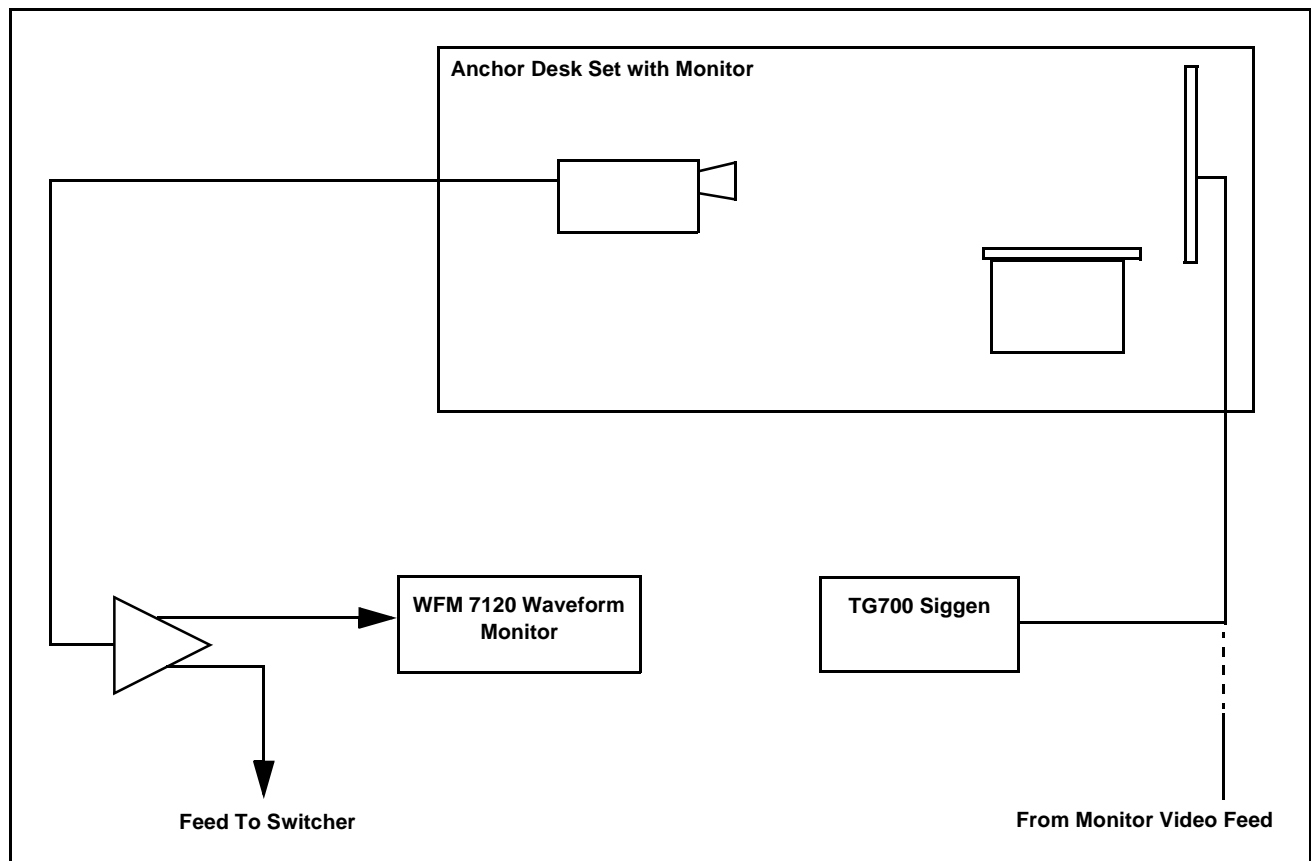 Anchor Desk Set with Monitor
WFM 7120 Waveform
Monitor
TG700 Siggen
Feed To Switcher
From Monitor Video Feed